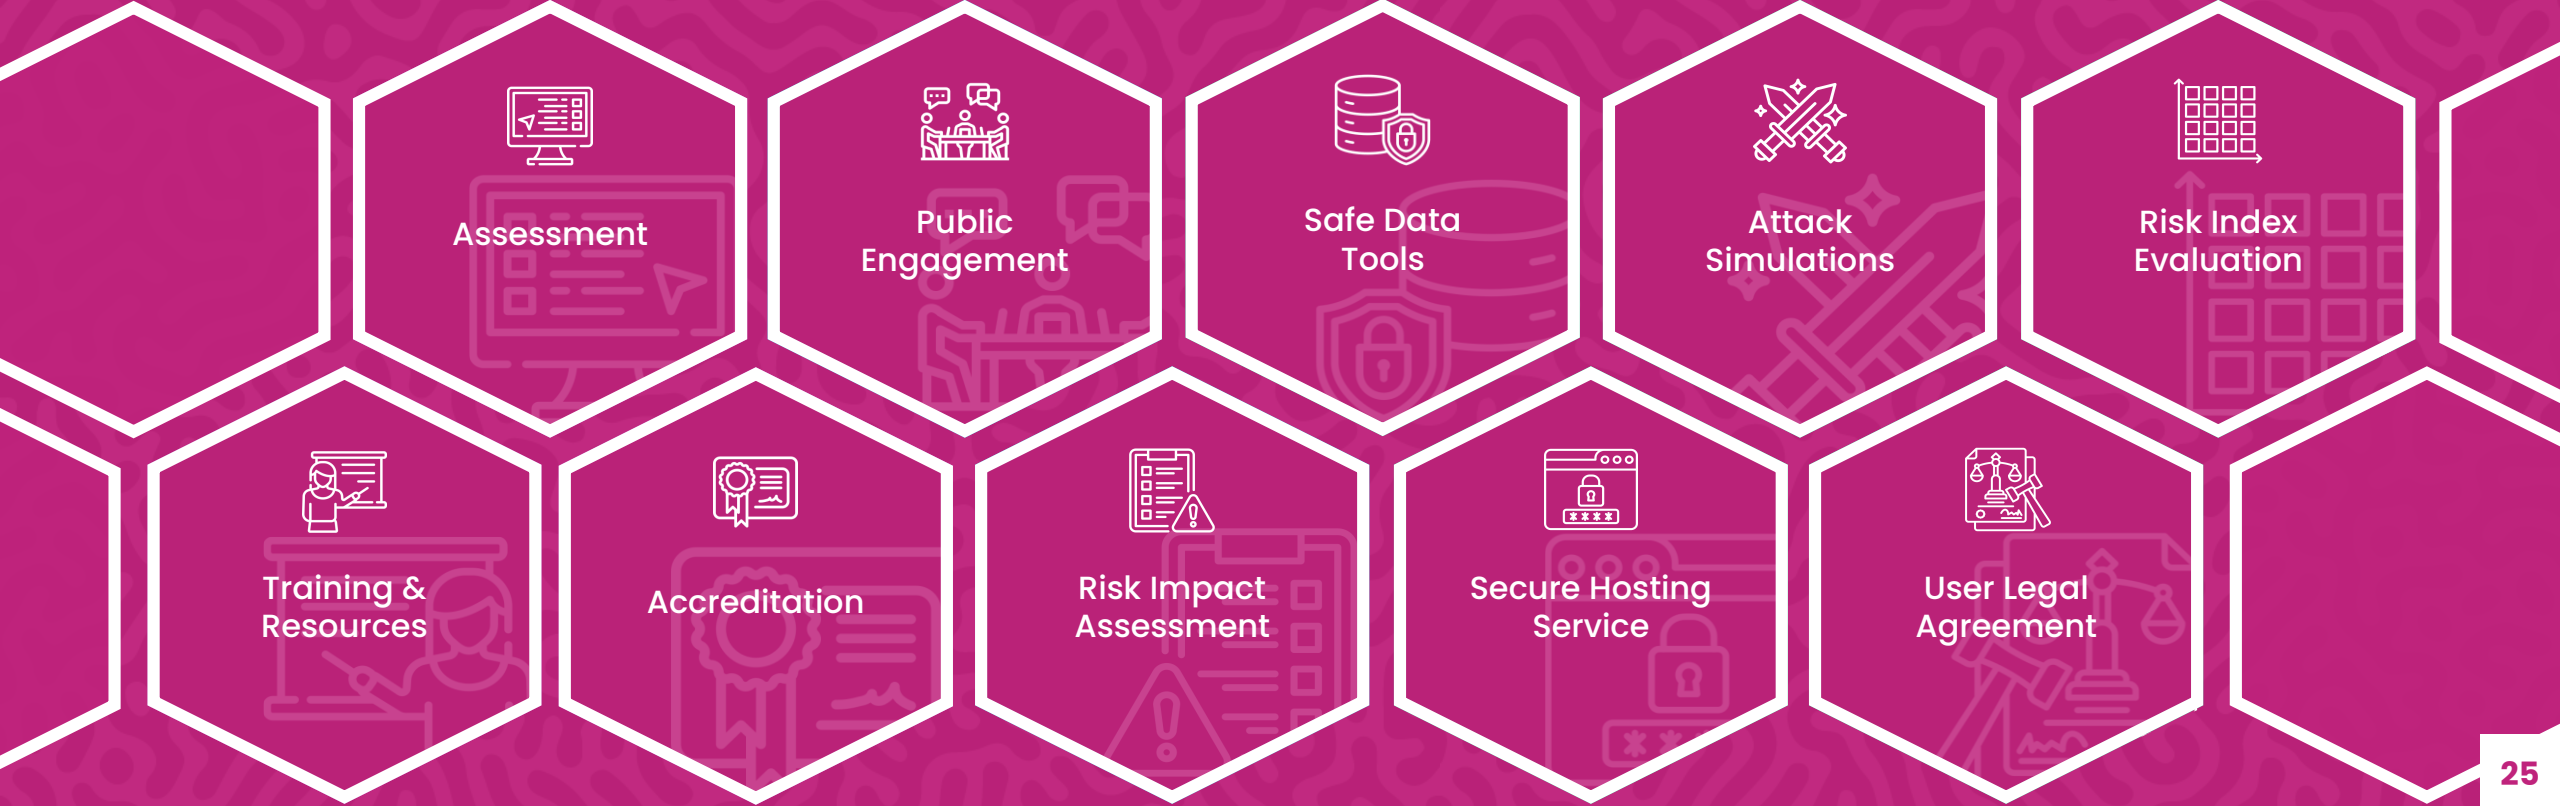 Assessment
Public
Engagement
Safe Data
Tools
Attack
Simulations
Risk Index
Evaluation
Training &
Resources
Accreditation
Risk Impact
Assessment
Secure Hosting
Service
User Legal
Agreement
25